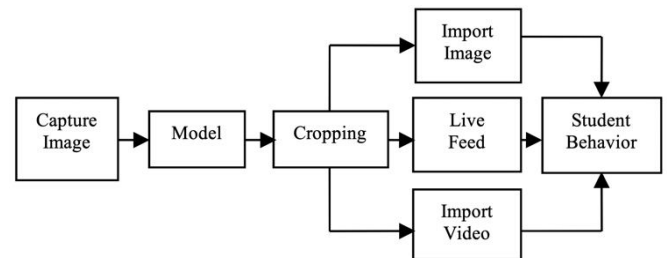 Import
Image
Capture
Image
Model
Cropping
Live
Feed
Student
Behavior
Import
Video